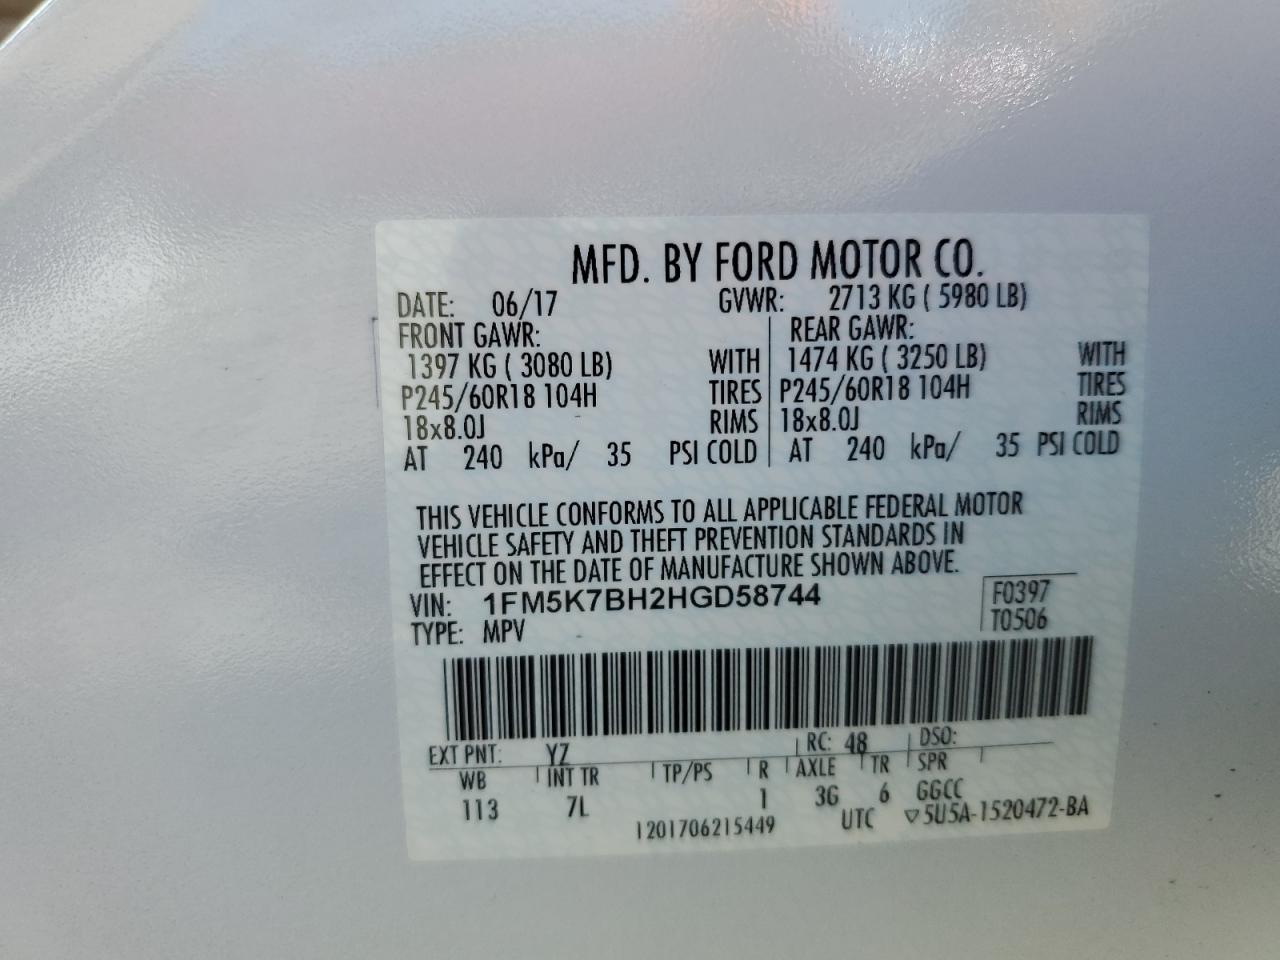 MFD. BY FORD MOTOR CO.
DATE: 06/17 GVWR: 2713 KG ( 5980 LB)
FRONT GAWR: REAR GAWR:
1397 KG ( 3080 LB) WITH 1474 KG ( 3250 LB) WITH
P245/60R18 104H TIRES P245/60R18 104H TIRES
18x8.0J RIMS 18x8.0J RIMS
AT 240 kPa/ 35 PSI COLD AT 240 kPa/ 35 PSI COLD
THIS VEHICLE CONFORMS TO ALL APPLICABLE FEDERAL MOTOR
VEHICLE SAFETY AND THEFT PREVENTION STANDARDS IN
EFFECT ON THE DATE OF MANUFACTURE SHOWN ABOVE.
VIN: 1FM5K7BH2HGD58744 F0397
TYPE: MPV T0506
EXT PNT: YZ RC: 48 DSO:
WB INT TR TP/PS R AXLE TR SPR
113 7L 1 3G 6 GGCC
1201706215449 UTC ▽5U5A-1520472-BA